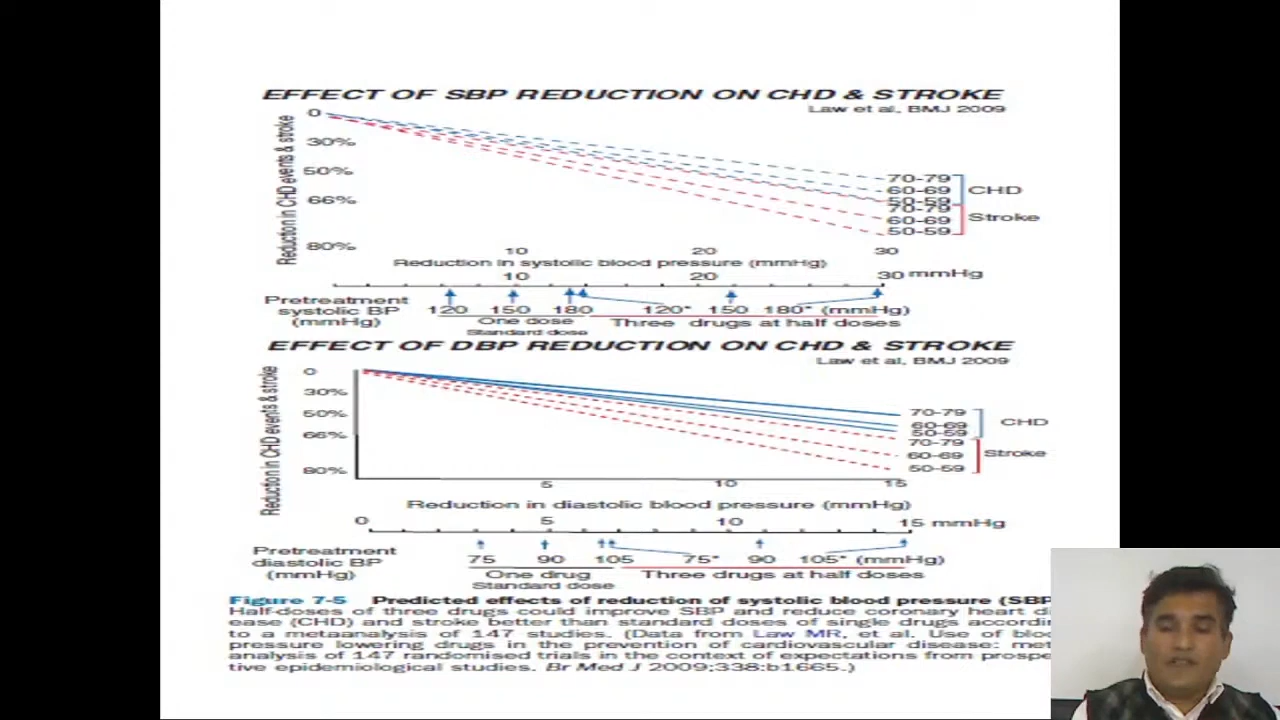 EFFECT OF SBP REDUCTION ON CHD & STROKE
Law et al, BMJ 2009
Reduction in CHD events & stroke
0
30%
50%
66%
80%
70-79
60-69
50-59
CHD
70-79
60-69
50-59
Stroke
10 20 30
Reduction in systolic blood pressure (mmHg)
10 20 30 mmHg
Pretreatment
systolic BP
(mmHg)
120 150 180 120* 150 180* (mmHg)
One dose
Standard dose
Three drugs at half doses
EFFECT OF DBP REDUCTION ON CHD & STROKE
Law et al, BMJ 2009
Reduction in CHD events & stroke
0
30%
50%
66%
80%
70-79
60-69
50-59
CHD
70-79
60-69
50-59
Stroke
5 10 15
Reduction in diastolic blood pressure (mmHg)
0 5 10 15 mmHg
Pretreatment
diastolic BP
(mmHg)
75 90 105 75* 90 105* (mmHg)
One drug
Standard dose
Three drugs at half doses
Figure 7-5 Predicted effects of reduction of systolic blood pressure (SBP
Half-doses of three drugs could improve SBP and reduce coronary heart di
ease (CHD) and stroke better than standard doses of single drugs accordin
to a metaanalysis of 147 studies. (Data from Law MR, et al. Use of bloo
pressure lowering drugs in the prevention of cardiovascular disease: met
analysis of 147 randomised trials in the context of expectations from prospe
tive epidemiological studies. Br Med J 2009;338:b1665.)